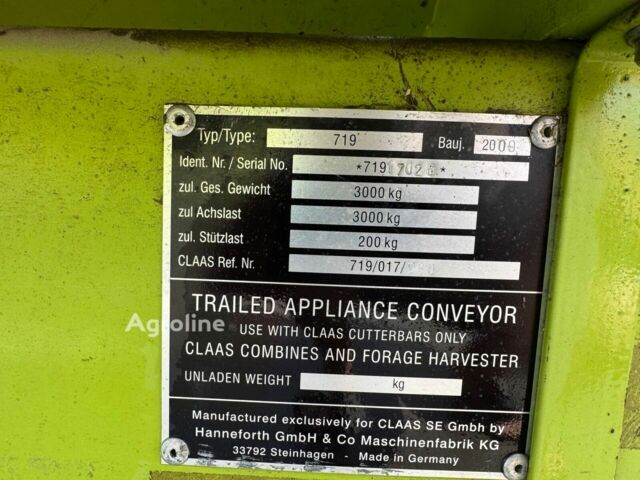 Typ/Type: 719 Bauj. 2009
Ident. Nr. / Serial No.
zul. Ges. Gewicht 3000 kg
zul Achslast 3000 kg
zul. Stützlast 200 kg
CLAAS Ref. Nr. 719/017/
TRAILED APPLIANCE CONVEYOR
Agroline
USE WITH CLAAS CUTTERBARS ONLY
CLAAS COMBINES AND FORAGE HARVESTER
UNLADEN WEIGHT kg
Manufactured exclusively for CLAAS SE Gmbh by
Hanneforth GmbH & Co Maschinenfabrik KG
33792 Steinhagen - Made in Germany